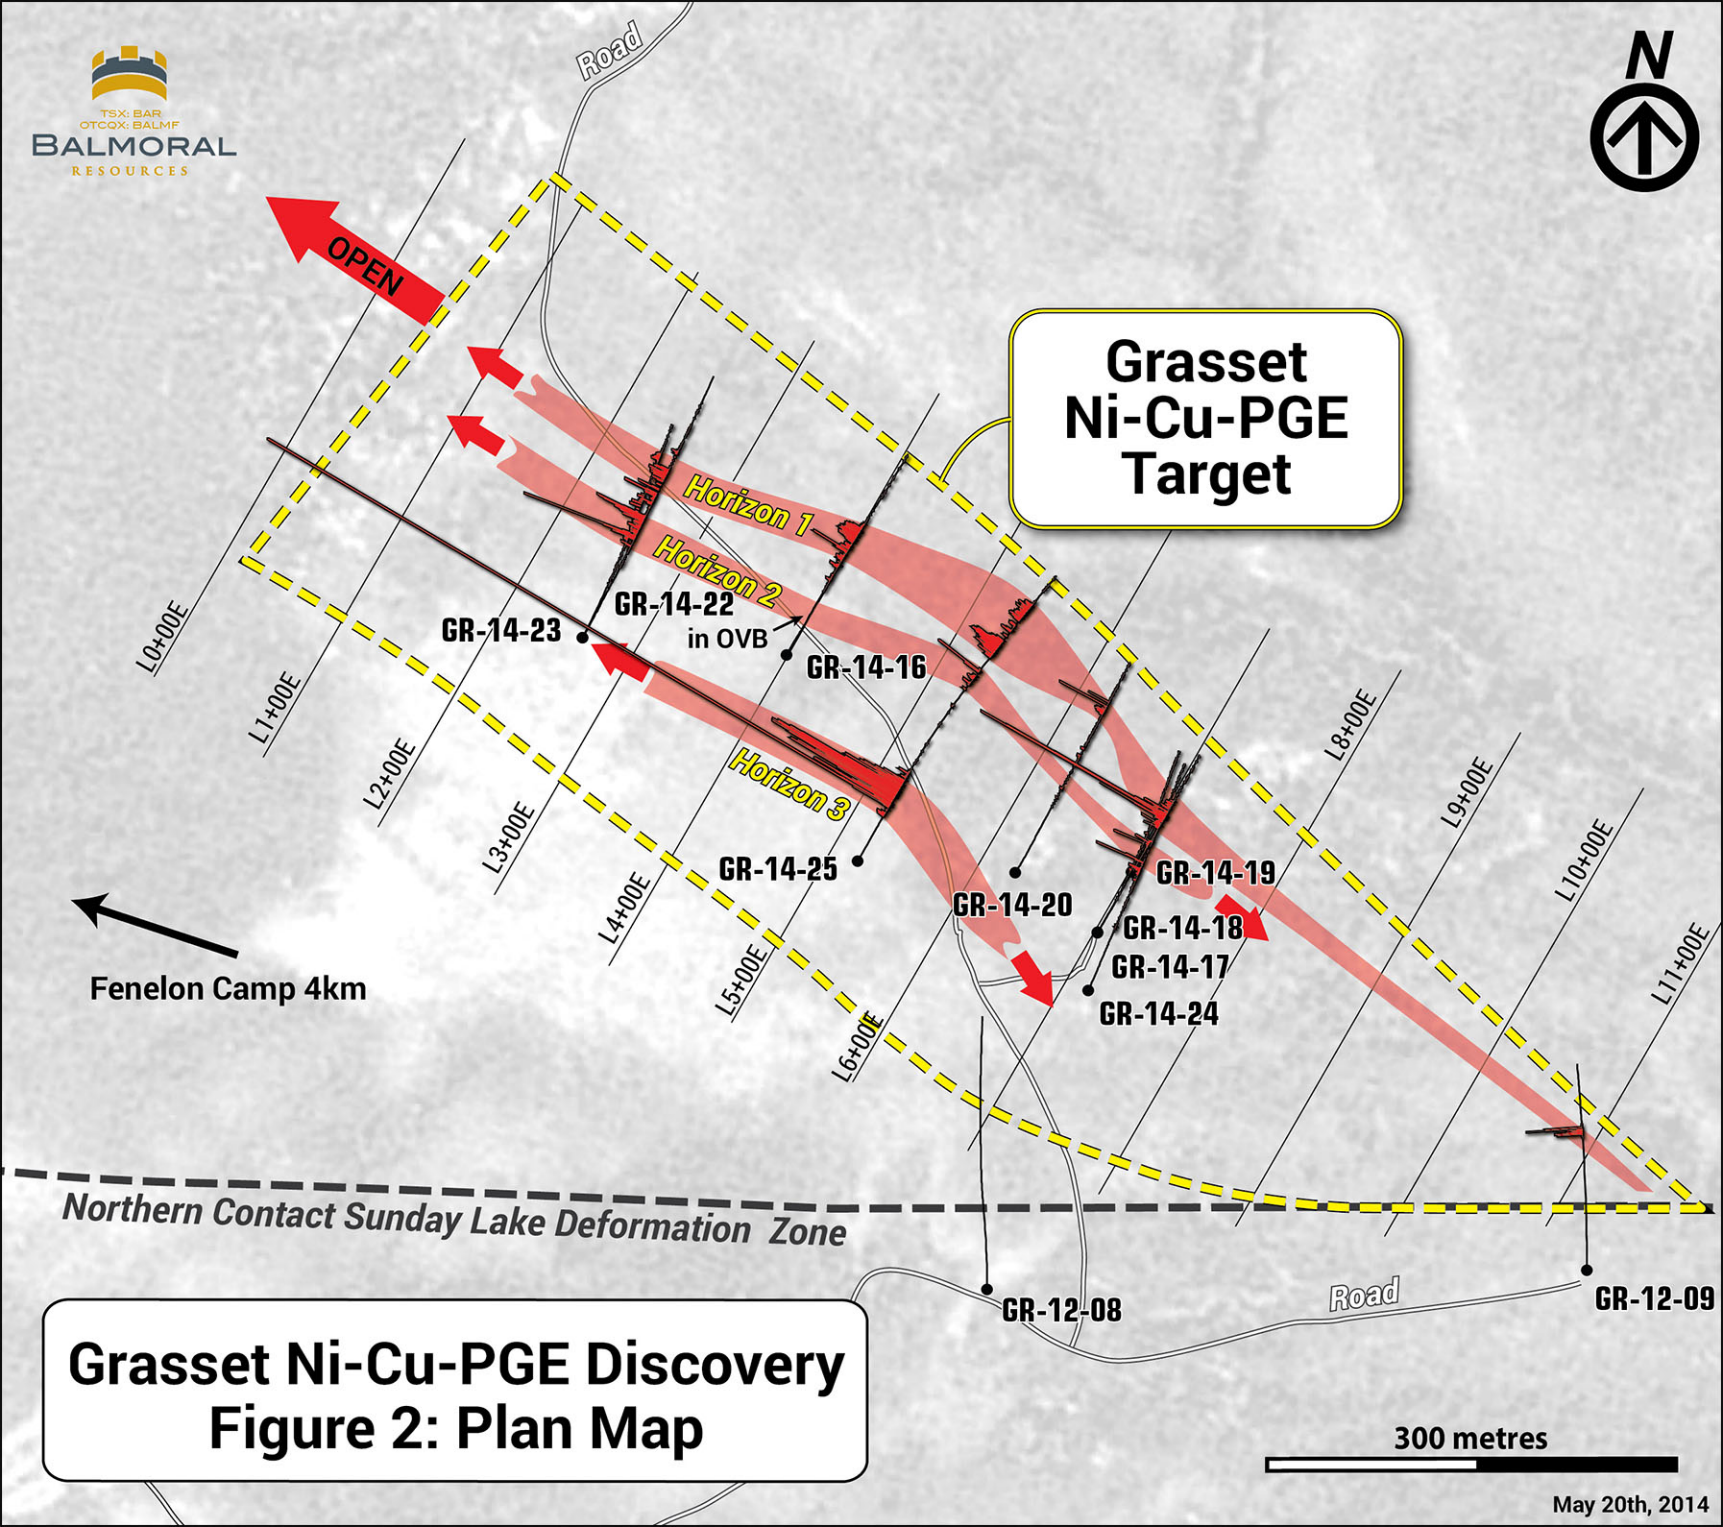 Road
N
TSX: BAR
OTCQX: BALMF
BALMORAL
RESOURCES
OPEN
Grasset
Ni-Cu-PGE
Target
Horizon 1
Horizon 2
GR-14-22
in OVB
GR-14-23
GR-14-16
L0+00E
L1+00E
L2+00E
L3+00E
L4+00E
L5+00E
L6+00E
L8+00E
L9+00E
L10+00E
L11+00E
Horizon 3
GR-14-25
GR-14-20
GR-14-19
GR-14-18
GR-14-17
GR-14-24
Fenelon Camp 4km
Northern Contact Sunday Lake Deformation Zone
GR-12-08
Road
GR-12-09
Grasset Ni-Cu-PGE Discovery
Figure 2: Plan Map
300 metres
May 20th, 2014